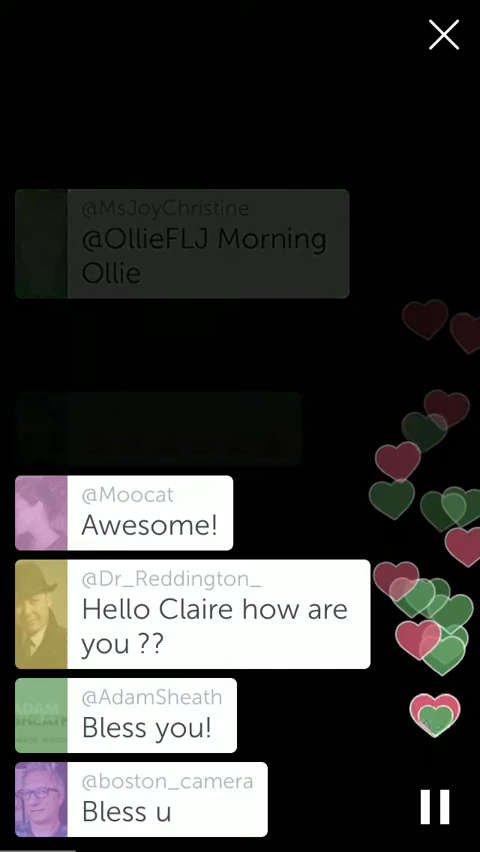 @MsJoyChristine
@OllieFLJ Morning
Ollie
@Moocat
Awesome!
@Dr_Reddington_
Hello Claire how are
you ??
@AdamSheath
Bless you!
@boston_camera
Bless u